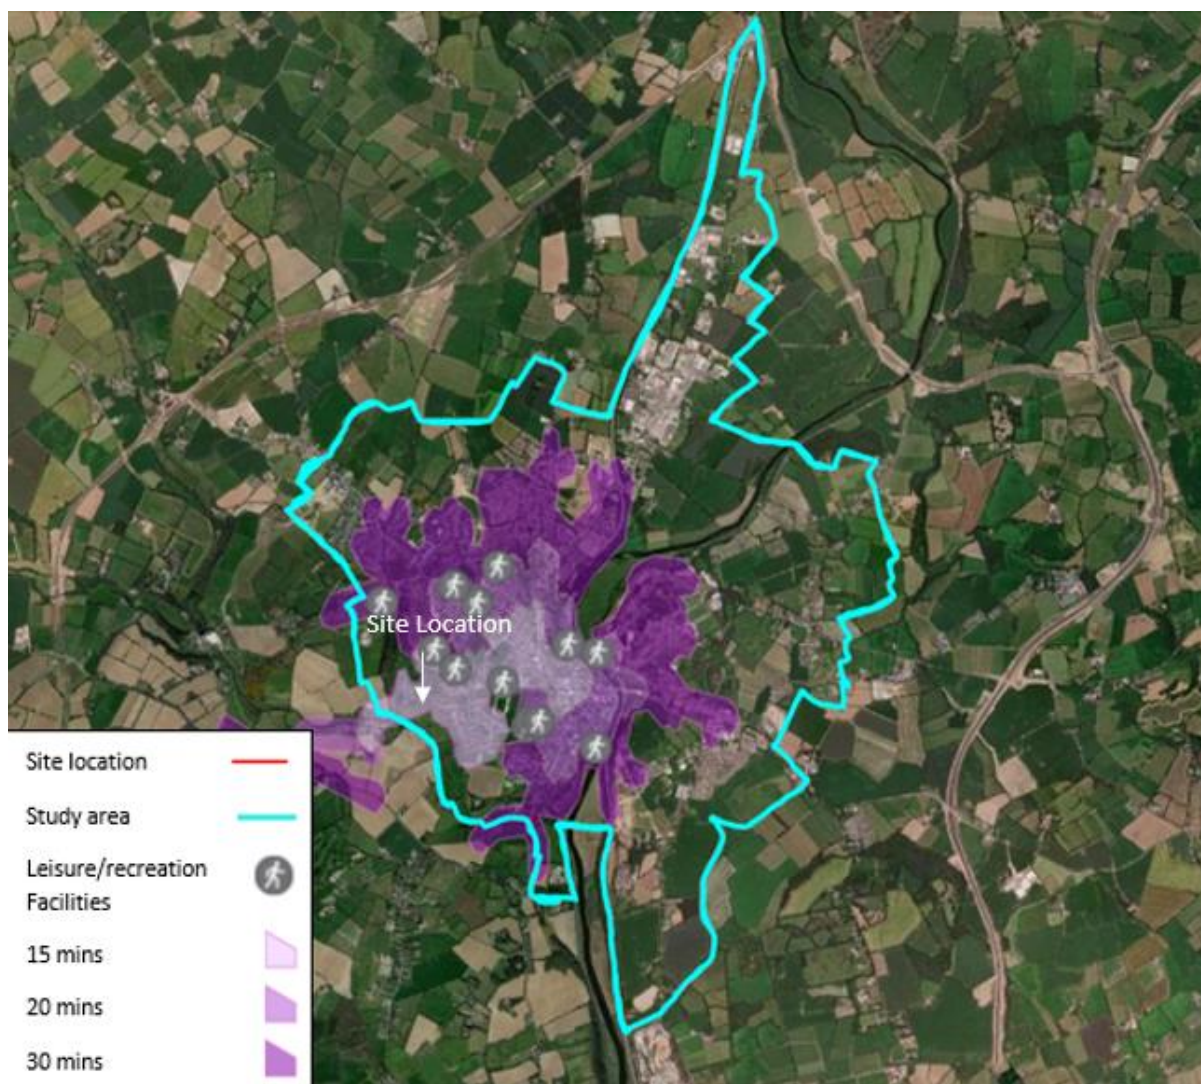 Site Location
Site location
Study area
Leisure/recreation
Facilities
15 mins
20 mins
30 mins